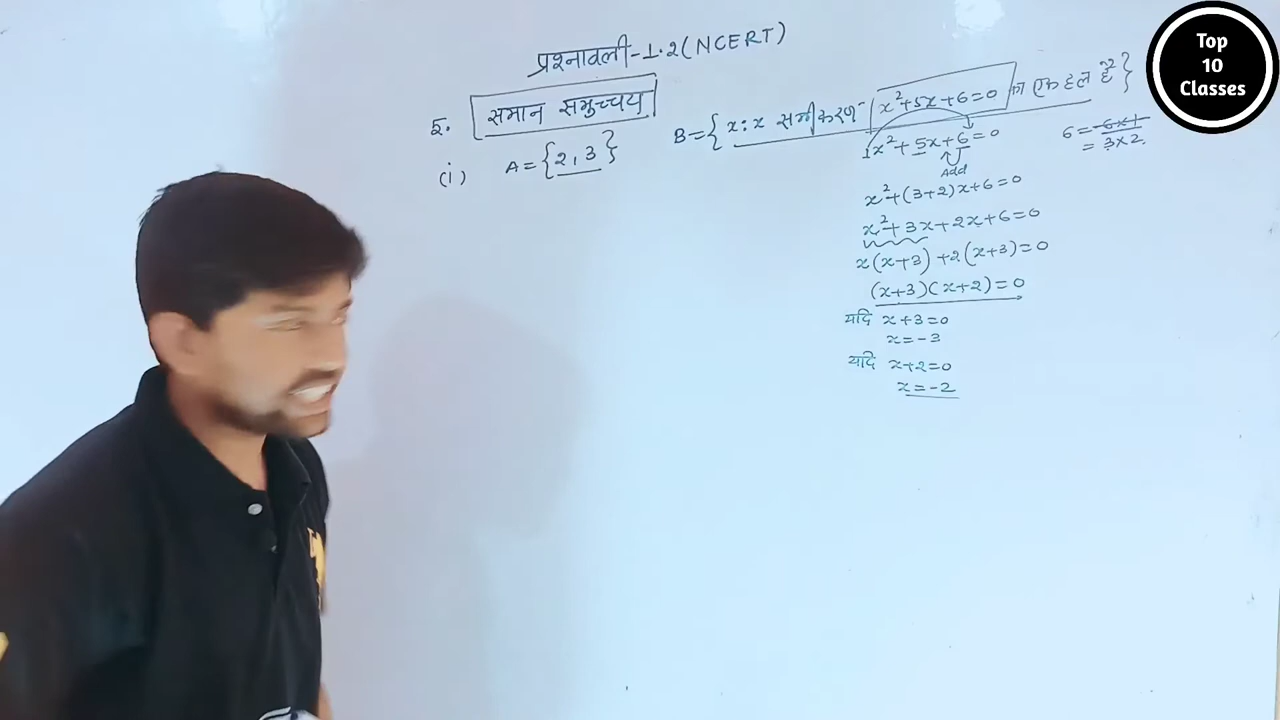 Top
10
Classes
प्रश्नावली-1.2(NCERT)
5. समान समुच्चय
(i) A={2,3} B={x:x समीकरण x²+5x+6=0 का एक हल है}
1x²+5x+6=0
Add
6=6×1
=3×2
x²+(3+2)x+6=0
x²+3x+2x+6=0
x(x+3)+2(x+3)=0
(x+3)(x+2)=0
यदि x+3=0
x=-3
यदि x+2=0
x=-2